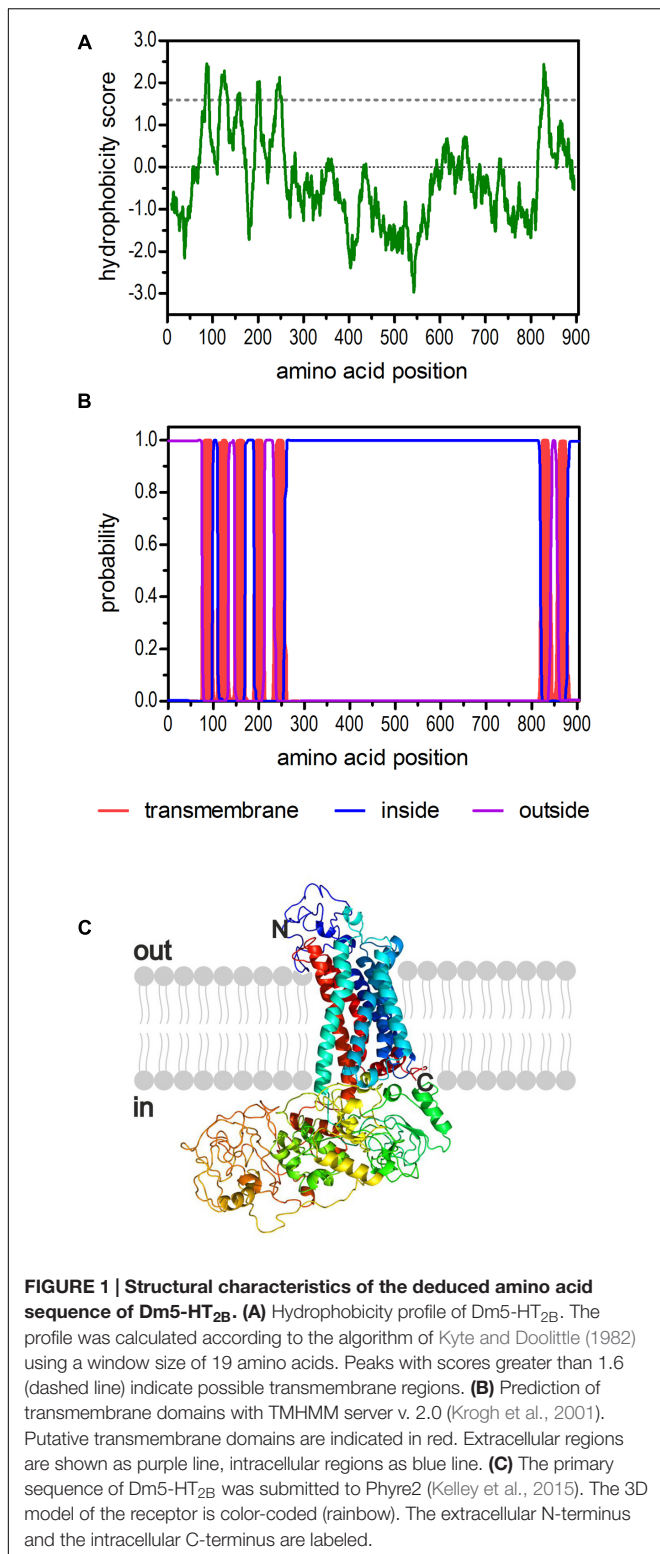 A
3.0
2.0
1.0
0.0
-1.0
-2.0
-3.0
hydrophobicity score
0 100 200 300 400 500 600 700 800 900
amino acid position
B
1.0
0.8
0.6
0.4
0.2
0.0
probability
0 100 200 300 400 500 600 700 800 900
amino acid position
transmembrane inside outside
C
N
out
C
in
FIGURE 1 | Structural characteristics of the deduced amino acid
sequence of Dm5-HT2B. (A) Hydrophobicity profile of Dm5-HT2B. The
profile was calculated according to the algorithm of Kyte and Doolittle (1982)
using a window size of 19 amino acids. Peaks with scores greater than 1.6
(dashed line) indicate possible transmembrane regions. (B) Prediction of
transmembrane domains with TMHMM server v. 2.0 (Krogh et al., 2001).
Putative transmembrane domains are indicated in red. Extracellular regions
are shown as purple line, intracellular regions as blue line. (C) The primary
sequence of Dm5-HT2B was submitted to Phyre2 (Kelley et al., 2015). The 3D
model of the receptor is color-coded (rainbow). The extracellular N-terminus
and the intracellular C-terminus are labeled.